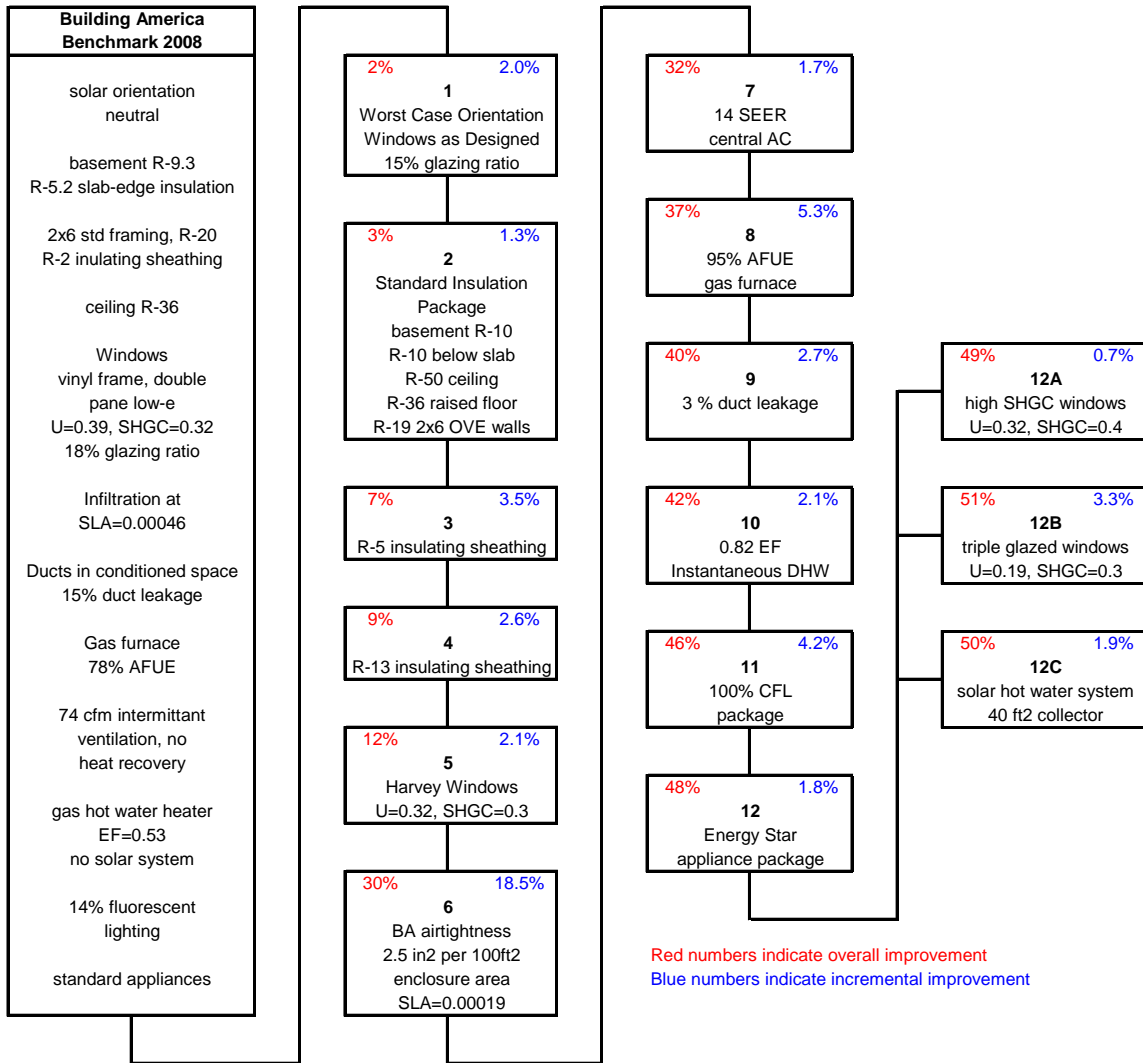 Building America
Benchmark 2008
solar orientation
neutral
basement R-9.3
R-5.2 slab-edge insulation
2x6 std framing, R-20
R-2 inulating sheathing
ceiling R-36
Windows
vinyl frame, double
pane low-e
U=0.39, SHGC=0.32
18% glazing ratio
Infiltration at
SLA=0.00046
Ducts in conditioned space
15% duct leakage
Gas furnace
78% AFUE
74 cfm intermittant
ventilation, no
heat recovery
gas hot water heater
EF=0.53
no solar system
14% fluorescent
lighting
standard appliances
2% 2.0%
1
Worst Case Orientation
Windows as Designed
15% glazing ratio
3% 1.3%
2
Standard Insulation
Package
basement R-10
R-10 below slab
R-50 ceiling
R-36 raised floor
R-19 2x6 OVE walls
7% 3.5%
3
R-5 insulating sheathing
9% 2.6%
4
R-13 insulating sheathing
12% 2.1%
5
Harvey Windows
U=0.32, SHGC=0.3
30% 18.5%
6
BA airtightness
2.5 in2 per 100ft2
enclosure area
SLA=0.00019
32% 1.7%
7
14 SEER
central AC
37% 5.3%
8
95% AFUE
gas furnace
40% 2.7%
9
3 % duct leakage
42% 2.1%
10
0.82 EF
Instantaneous DHW
46% 4.2%
11
100% CFL
package
48% 1.8%
12
Energy Star
appliance package
49% 0.7%
12A
high SHGC windows
U=0.32, SHGC=0.4
51% 3.3%
12B
triple glazed windows
U=0.19, SHGC=0.3
50% 1.9%
12C
solar hot water system
40 ft2 collector
Red numbers indicate overall improvement
Blue numbers indicate incremental improvement